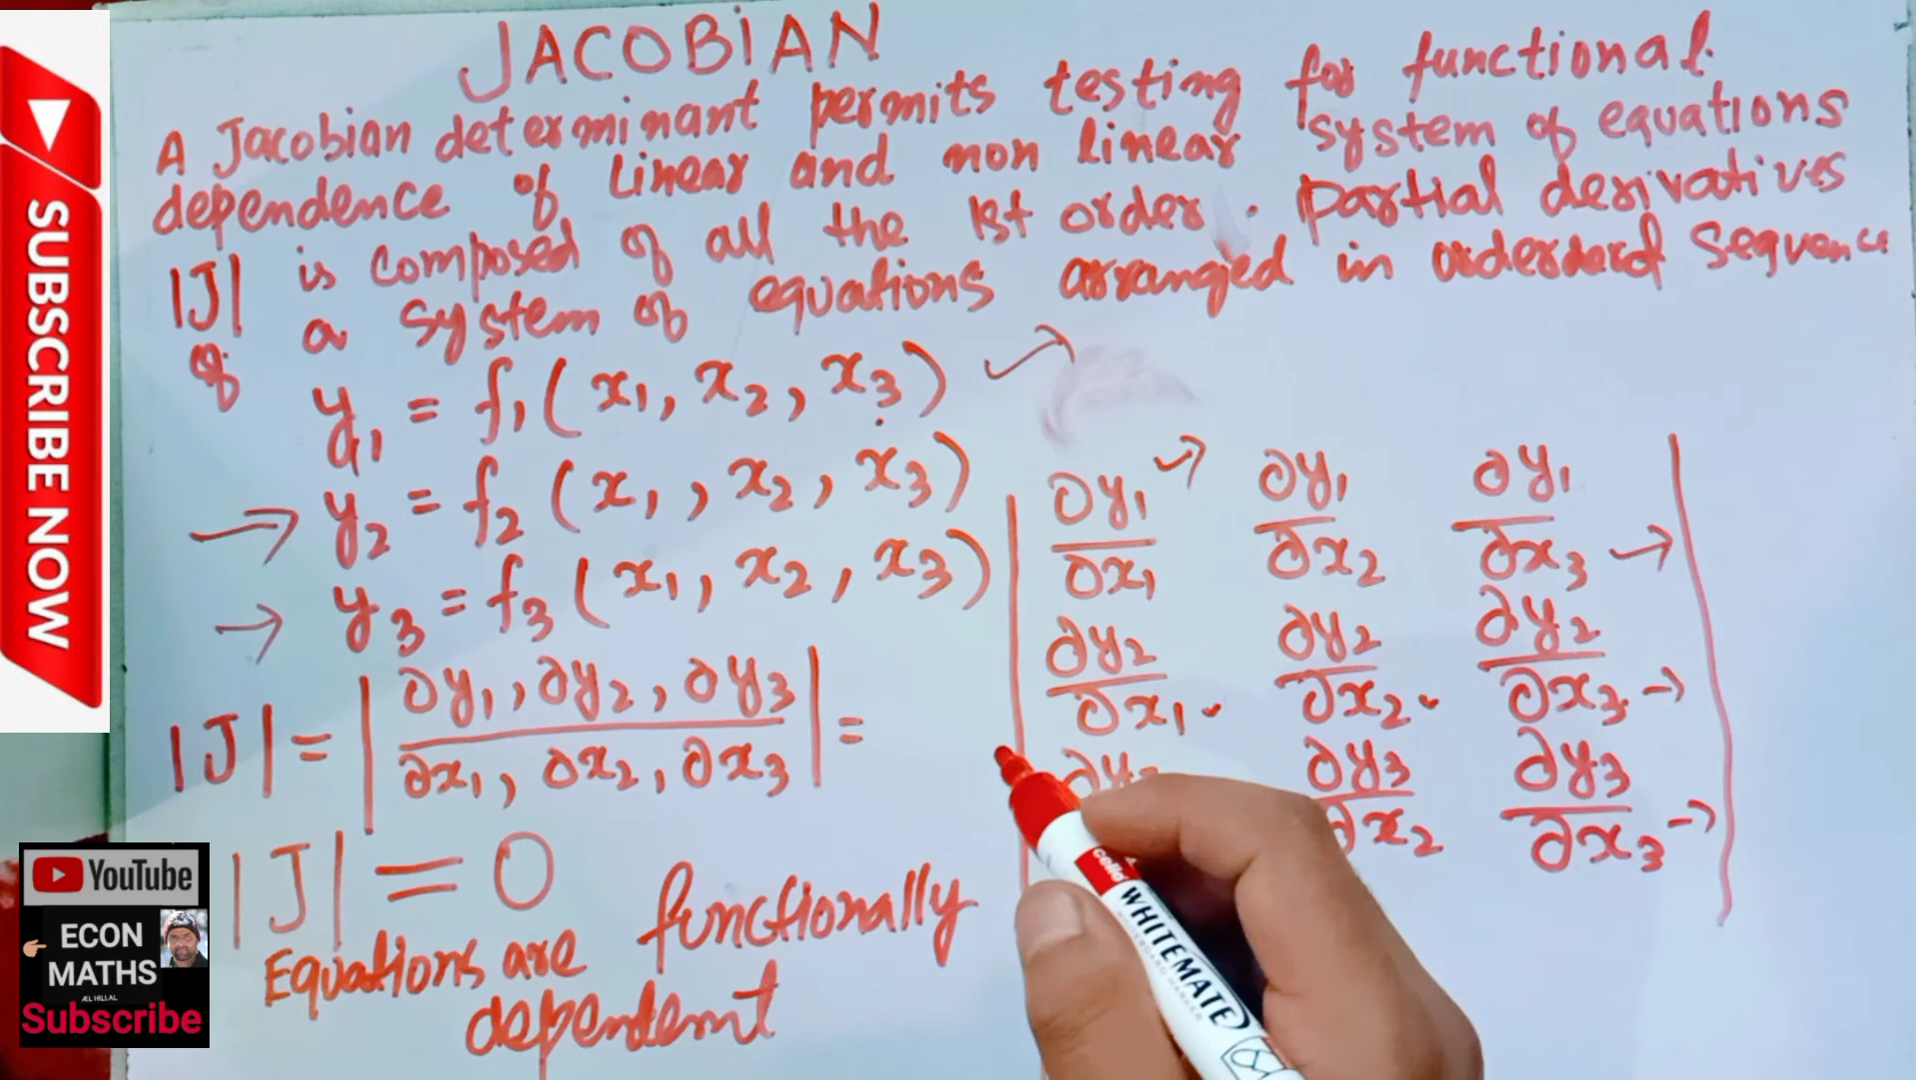 JACOBIAN
A Jacobian determinant permits testing for functional
dependence of Linear and non linear system of equations
|J| is composed of all the 1st order. Partial derivatives
of a system of equations arranged in
sequence
y₁ = f₁(x₁, x₂, x₃) →
→ y₂ = f₂(x₁, x₂, x₃)
→ y₃ = f₃(x₁, x₂, x₃)
|J| = |∂y₁, ∂y₂, ∂y₃ / ∂x₁, ∂x₂, ∂x₃| =
∂y₁/∂x₁ → ∂y₁/∂x₂ ∂y₁/∂x₃ →
∂y₂/∂x₁ ∂y₂/∂x₂ ∂y₂/∂x₃ →
∂y ∂y₃/∂x₂ ∂y₃/∂x₃ →
|J| = 0
Equations are functionally
dependent
SUBSCRIBE NOW
YouTube
ECON
MATHS
ÆL HILLAL
Subscribe
cello
WHITEMATE